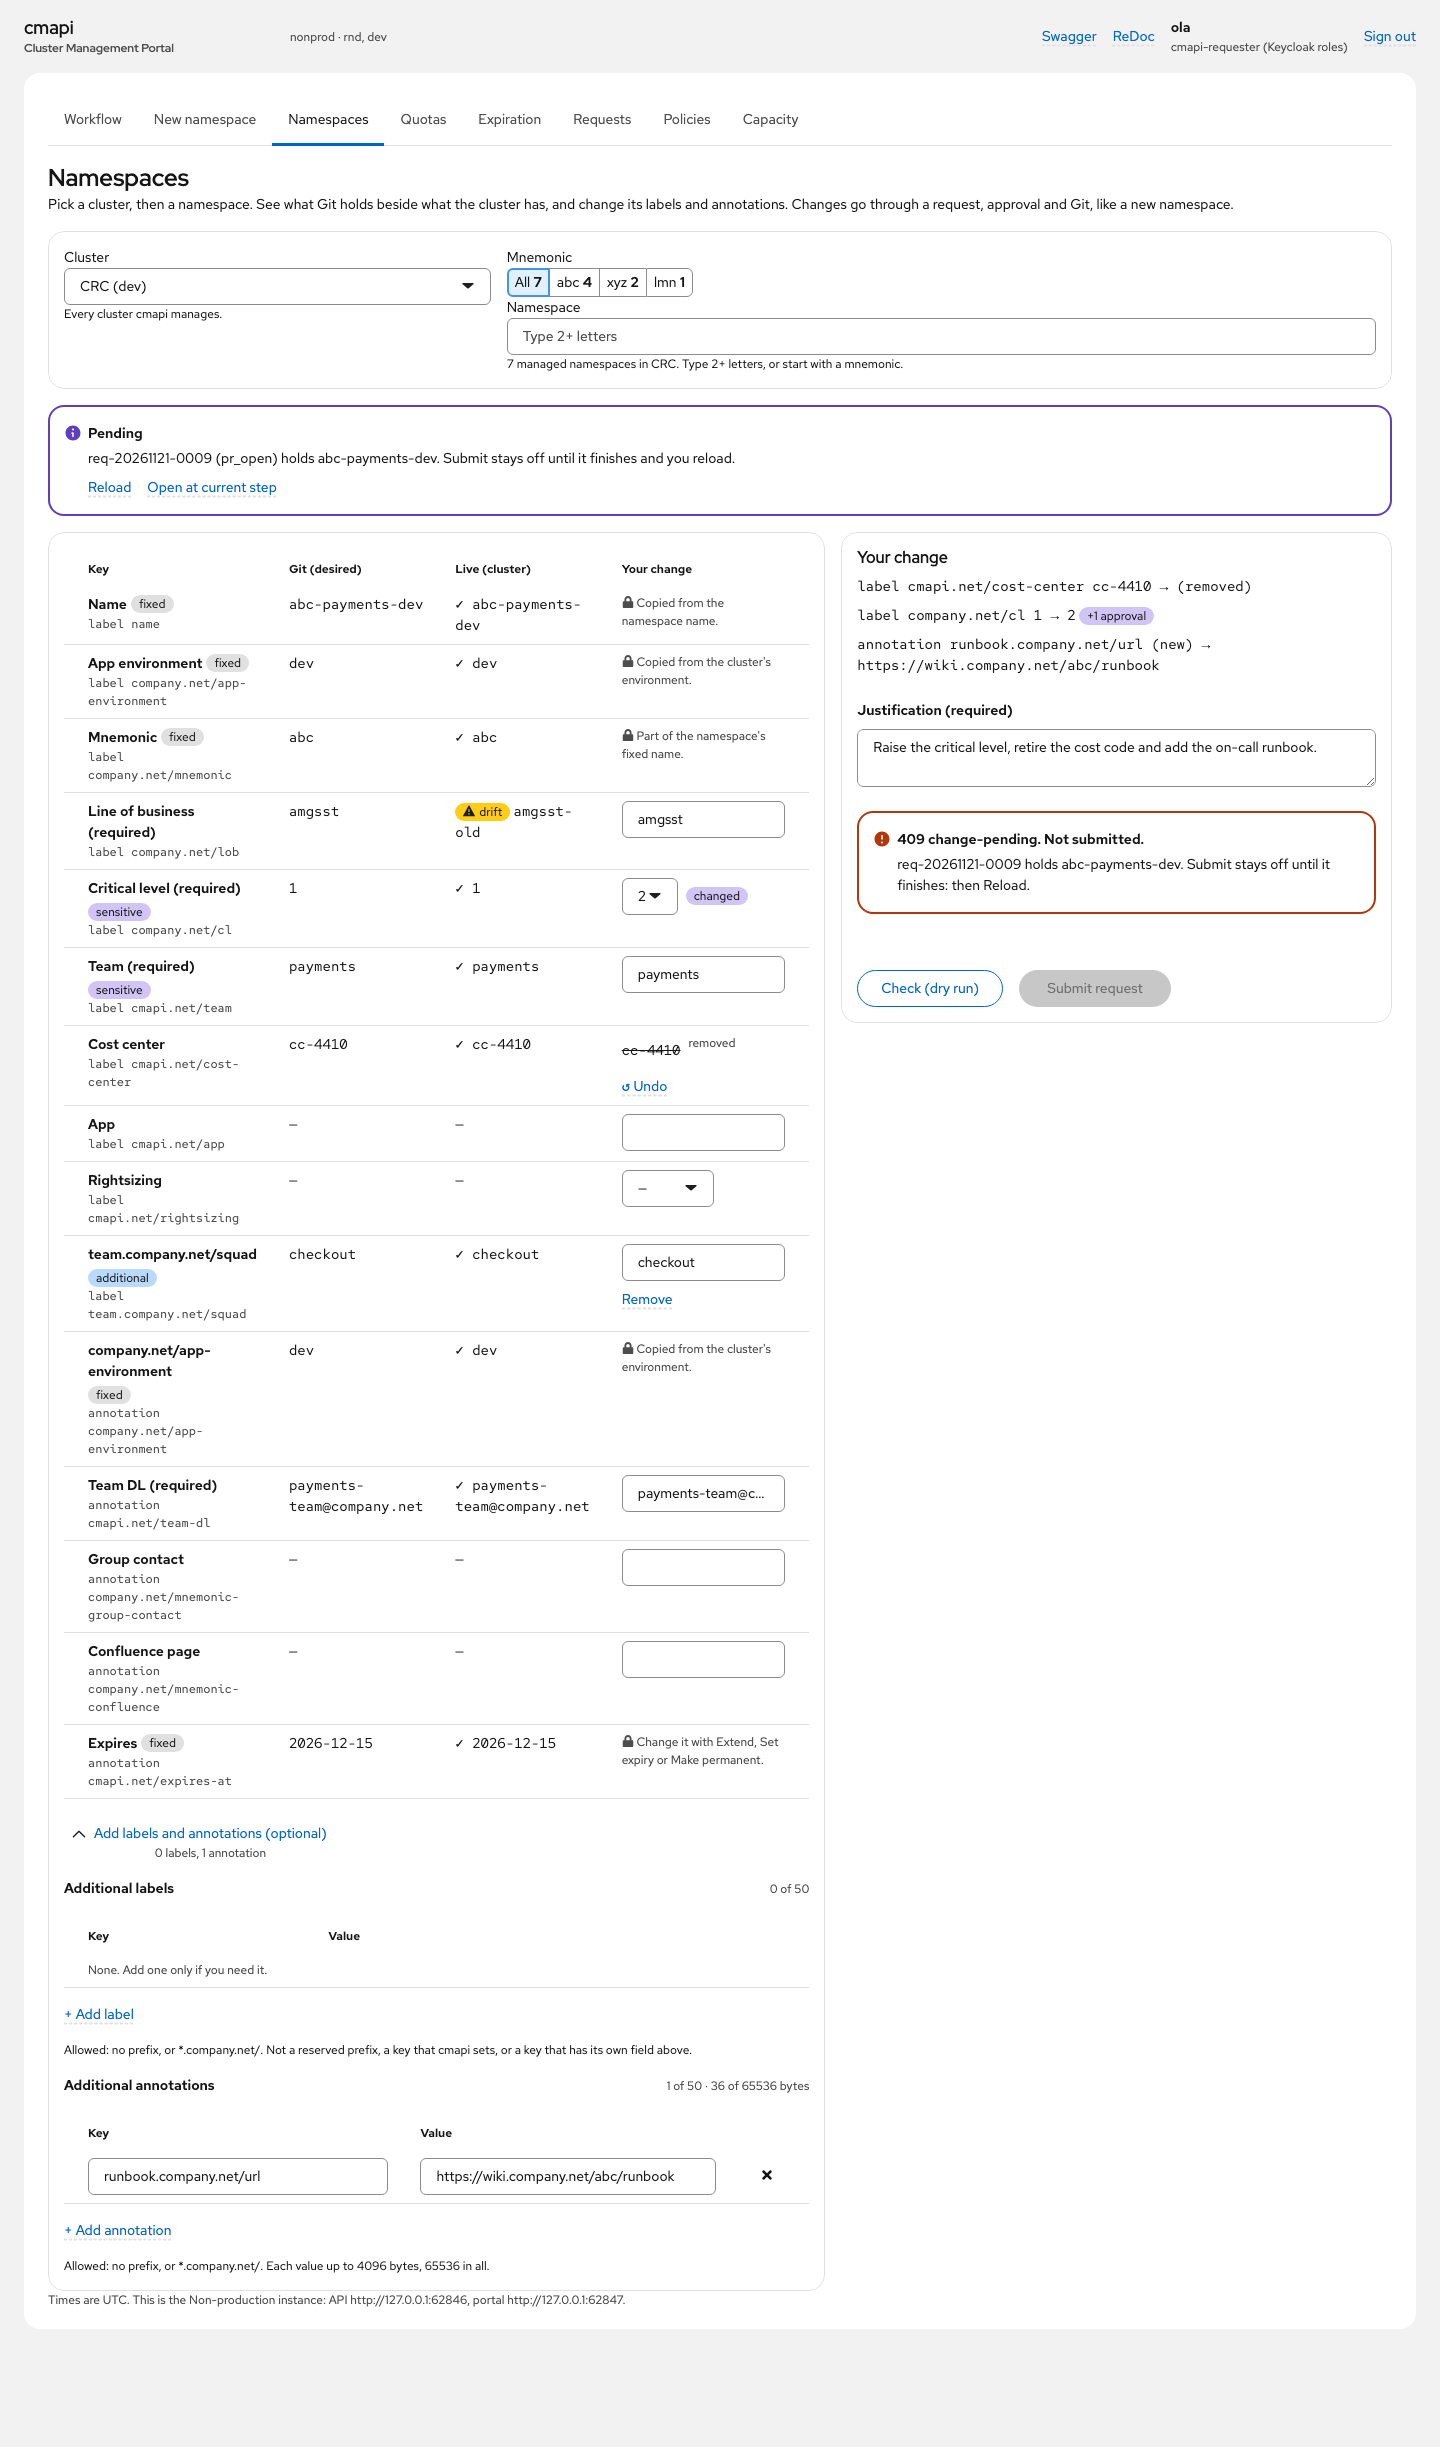 cmapi
Cluster Management Portal
nonprod · rnd, dev
Swagger
ReDoc
ola
cmapi-requester (Keycloak roles)
Sign out
Workflow
New namespace
Namespaces
Quotas
Expiration
Requests
Policies
Capacity
Namespaces
Pick a cluster, then a namespace. See what Git holds beside what the cluster has, and change its labels and annotations. Changes go through a request, approval and Git, like a new namespace.
Cluster
CRC (dev)
Every cluster cmapi manages.
Mnemonic
All 7
abc 4
xyz 2
lmn 1
Namespace
Type 2+ letters
7 managed namespaces in CRC. Type 2+ letters, or start with a mnemonic.
Pending
req-20261121-0009 (pr_open) holds abc-payments-dev. Submit stays off until it finishes and you reload.
Reload
Open at current step
Key
Git (desired)
Live (cluster)
Your change
Name fixed
label name
abc-payments-dev
✓ abc-payments-
dev
Copied from the
namespace name.
App environment fixed
label company.net/app-
environment
dev
✓ dev
Copied from the cluster's
environment.
Mnemonic fixed
label
company.net/mnemonic
abc
✓ abc
Part of the namespace's
fixed name.
Line of business
(required)
label company.net/lob
amgsst
drift amgsst-
old
amgsst
Critical level (required)
sensitive
label company.net/cl
1
✓ 1
2
changed
Team (required)
sensitive
label cmapi.net/team
payments
✓ payments
payments
Cost center
label cmapi.net/cost-
center
cc-4410
✓ cc-4410
cc-4410 removed
↺ Undo
App
label cmapi.net/app
—
—
Rightsizing
label
cmapi.net/rightsizing
—
—
—
team.company.net/squad
additional
label
team.company.net/squad
checkout
✓ checkout
checkout
Remove
company.net/app-
environment
fixed
annotation
company.net/app-
environment
dev
✓ dev
Copied from the cluster's
environment.
Team DL (required)
annotation
cmapi.net/team-dl
payments-
team@company.net
✓ payments-
team@company.net
payments-team@c...
Group contact
annotation
company.net/mnemonic-
group-contact
—
—
Confluence page
annotation
company.net/mnemonic-
confluence
—
—
Expires fixed
annotation
cmapi.net/expires-at
2026-12-15
✓ 2026-12-15
Change it with Extend, Set
expiry or Make permanent.
Add labels and annotations (optional)
0 labels, 1 annotation
Additional labels
0 of 50
Key
Value
None. Add one only if you need it.
+ Add label
Allowed: no prefix, or *.company.net/. Not a reserved prefix, a key that cmapi sets, or a key that has its own field above.
Additional annotations
1 of 50 · 36 of 65536 bytes
Key
Value
runbook.company.net/url
https://wiki.company.net/abc/runbook
+ Add annotation
Allowed: no prefix, or *.company.net/. Each value up to 4096 bytes, 65536 in all.
Your change
label cmapi.net/cost-center cc-4410 → (removed)
label company.net/cl 1 → 2 +1 approval
annotation runbook.company.net/url (new) →
https://wiki.company.net/abc/runbook
Justification (required)
Raise the critical level, retire the cost code and add the on-call runbook.
409 change-pending. Not submitted.
req-20261121-0009 holds abc-payments-dev. Submit stays off until it
finishes: then Reload.
Check (dry run)
Submit request
Times are UTC. This is the Non-production instance: API http://127.0.0.1:62846, portal http://127.0.0.1:62847.